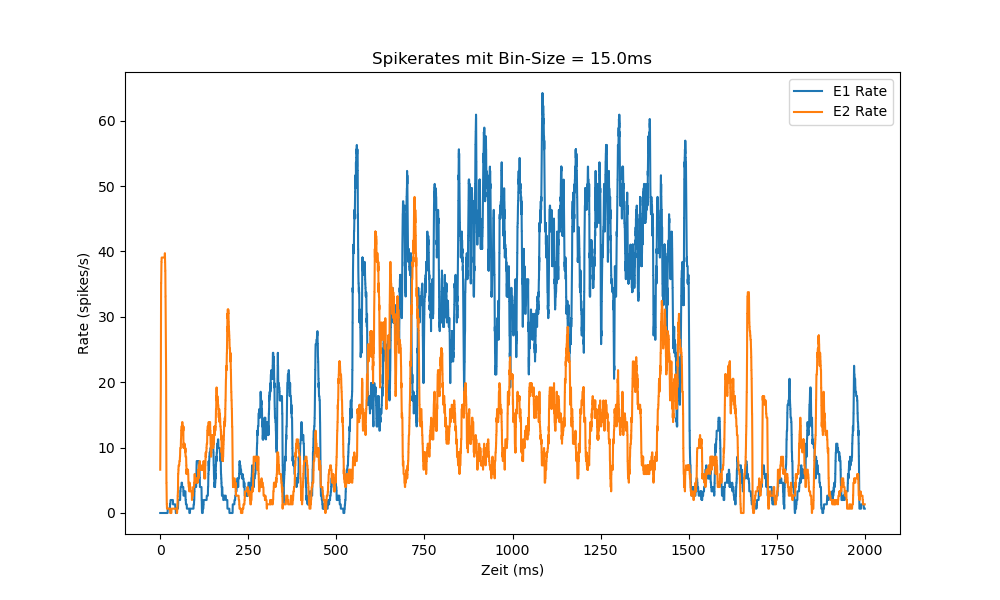 Spikerates mit Bin-Size = 15.0ms
E1 Rate
E2 Rate
60
50
40
30
20
10
0
Rate (spikes/s)
0 250 500 750 1000 1250 1500 1750 2000
Zeit (ms)